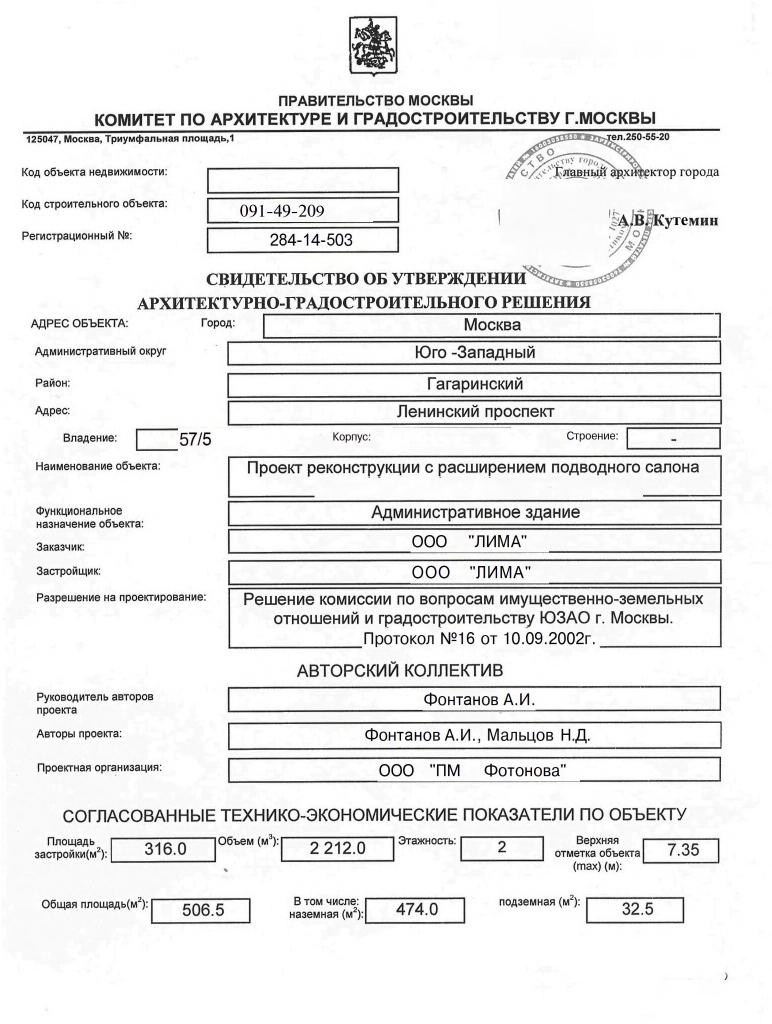 ПРАВИТЕЛЬСТВО МОСКВЫ
КОМИТЕТ ПО АРХИТЕКТУРЕ И ГРАДОСТРОИТЕЛЬСТВУ Г.МОСКВЫ
125047, Москва, Триумфальная площадь,1 тел.250-55-20
Код объекта недвижимости: Главный архитектор города
Код строительного объекта: 091-49-209 А.В. Кутемин
Регистрационный №: 284-14-503
СВИДЕТЕЛЬСТВО ОБ УТВЕРЖДЕНИИ
АРХИТЕКТУРНО-ГРАДОСТРОИТЕЛЬНОГО РЕШЕНИЯ
АДРЕС ОБЪЕКТА: Город: Москва
Административный округ Юго -Западный
Район: Гагаринский
Адрес: Ленинский проспект
Владение: 57/5 Корпус: Строение: -
Наименование объекта: Проект реконструкции с расширением подводного салона
Функциональное назначение объекта: Административное здание
Заказчик: ООО "ЛИМА"
Застройщик: ООО "ЛИМА"
Разрешение на проектирование: Решение комиссии по вопросам имущественно-земельных
отношений и градостроительству ЮЗАО г. Москвы.
Протокол №16 от 10.09.2002г.
АВТОРСКИЙ КОЛЛЕКТИВ
Руководитель авторов проекта Фонтанов А.И.
Авторы проекта: Фонтанов А.И., Мальцов Н.Д.
Проектная организация: ООО "ПМ Фотонова"
СОГЛАСОВАННЫЕ ТЕХНИКО-ЭКОНОМИЧЕСКИЕ ПОКАЗАТЕЛИ ПО ОБЪЕКТУ
Площадь застройки(м²): 316.0 Объем (м³): 2 212.0 Этажность: 2 Верхняя отметка объекта (max) (м): 7.35
Общая площадь(м²): 506.5 В том числе: наземная (м²): 474.0 подземная (м²): 32.5